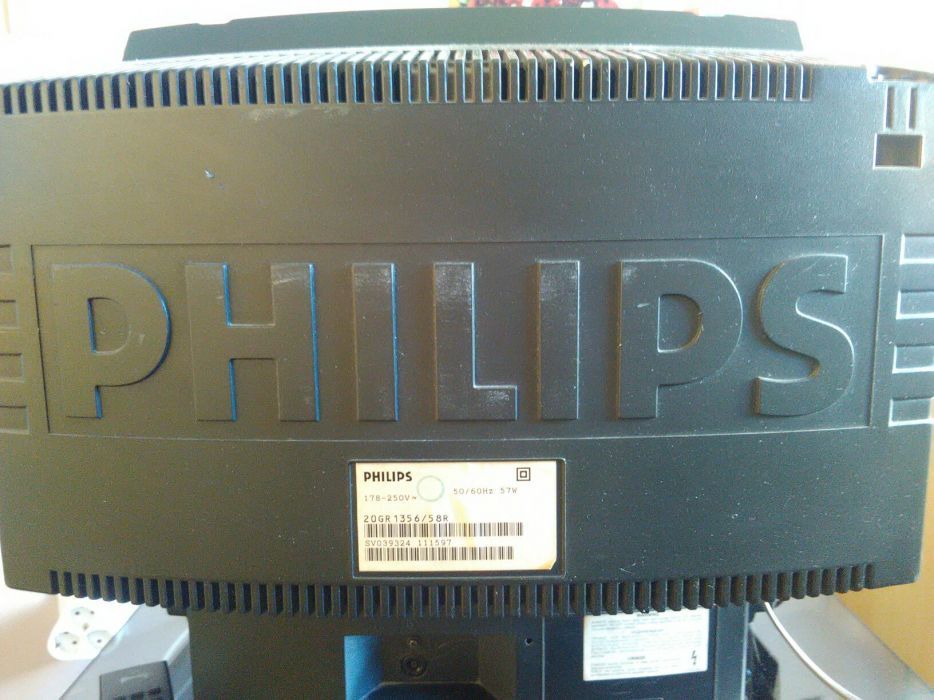 PHILIPS
PHILIPS
178-250V~ 50/60Hz 57W
20GR1356/58R
SV039324 111597